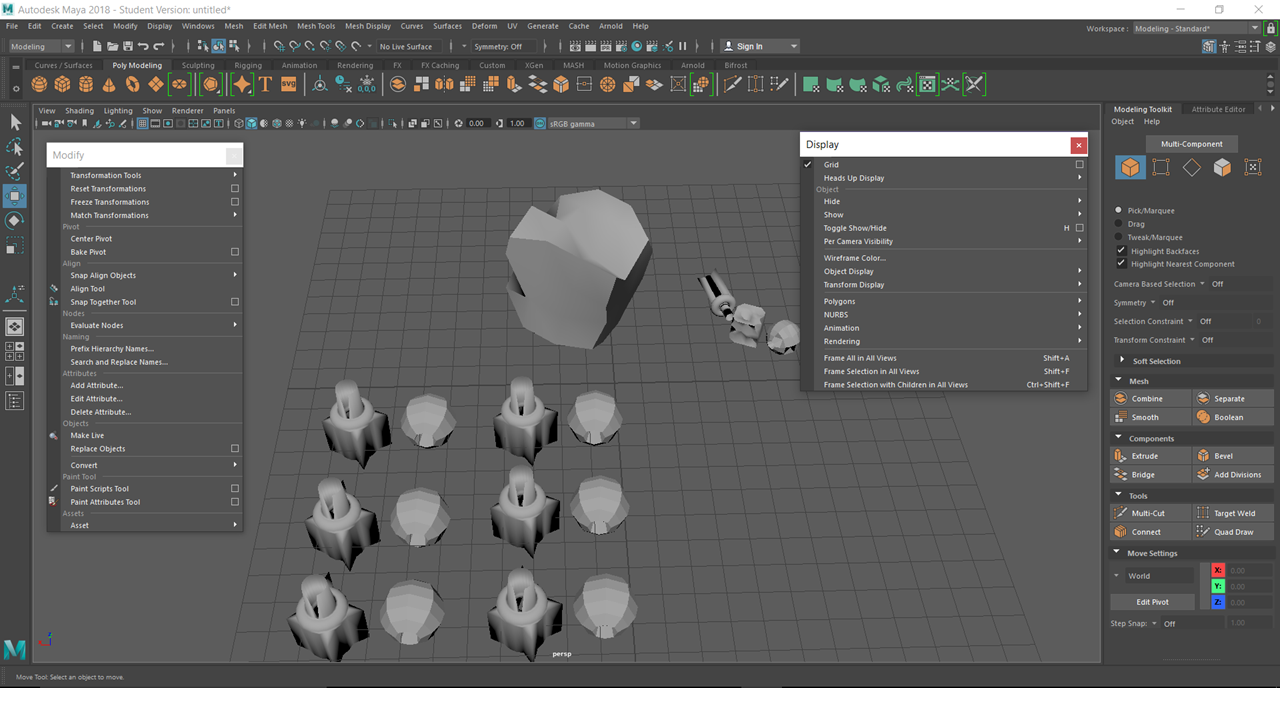 Autodesk Maya 2018 - Student Version: untitled*
File Edit Create Select Modify Display Windows Mesh Edit Mesh Mesh Tools Mesh Display Curves Surfaces Deform UV Generate Cache Arnold Help
Workspace : Modeling - Standard*
Modeling No Live Surface Symmetry: Off Sign In
Curves / Surfaces Poly Modeling Sculpting Rigging Animation Rendering FX FX Caching Custom XGen MASH Motion Graphics Arnold Bifrost
SVG
View Shading Lighting Show Renderer Panels
0.00 1.00 sRGB gamma
Modify
Transformation Tools
Reset Transformations
Freeze Transformations
Match Transformations
Pivot
Center Pivot
Bake Pivot
Align
Snap Align Objects
Align Tool
Snap Together Tool
Nodes
Evaluate Nodes
Naming
Prefix Hierarchy Names...
Search and Replace Names...
Attributes
Add Attribute...
Edit Attribute...
Delete Attribute...
Objects
Make Live
Replace Objects
Convert
Paint Tool
Paint Scripts Tool
Paint Attributes Tool
Assets
Asset
Display
Grid
Heads Up Display
Object
Hide
Show
Toggle Show/Hide H
Per Camera Visibility
Wireframe Color...
Object Display
Transform Display
Polygons
NURBS
Animation
Rendering
Frame All in All Views Shift+A
Frame Selection in All Views Shift+F
Frame Selection with Children in All Views Ctrl+Shift+F
persp
Modeling Toolkit Attribute Editor
Object Help
Multi-Component
Pick/Marquee
Drag
Tweak/Marquee
Highlight Backfaces
Highlight Nearest Component
Camera Based Selection Off
Symmetry Off
Selection Constraint Off 0
Transform Constraint Off
Soft Selection
Mesh
Combine Separate
Smooth Boolean
Components
Extrude Bevel
Bridge Add Divisions
Tools
Multi-Cut Target Weld
Connect Quad Draw
Move Settings
World
X: 0.00
Y: 0.00
Z: 0.00
Edit Pivot
Step Snap: Off 1.00
Move Tool: Select an object to move.